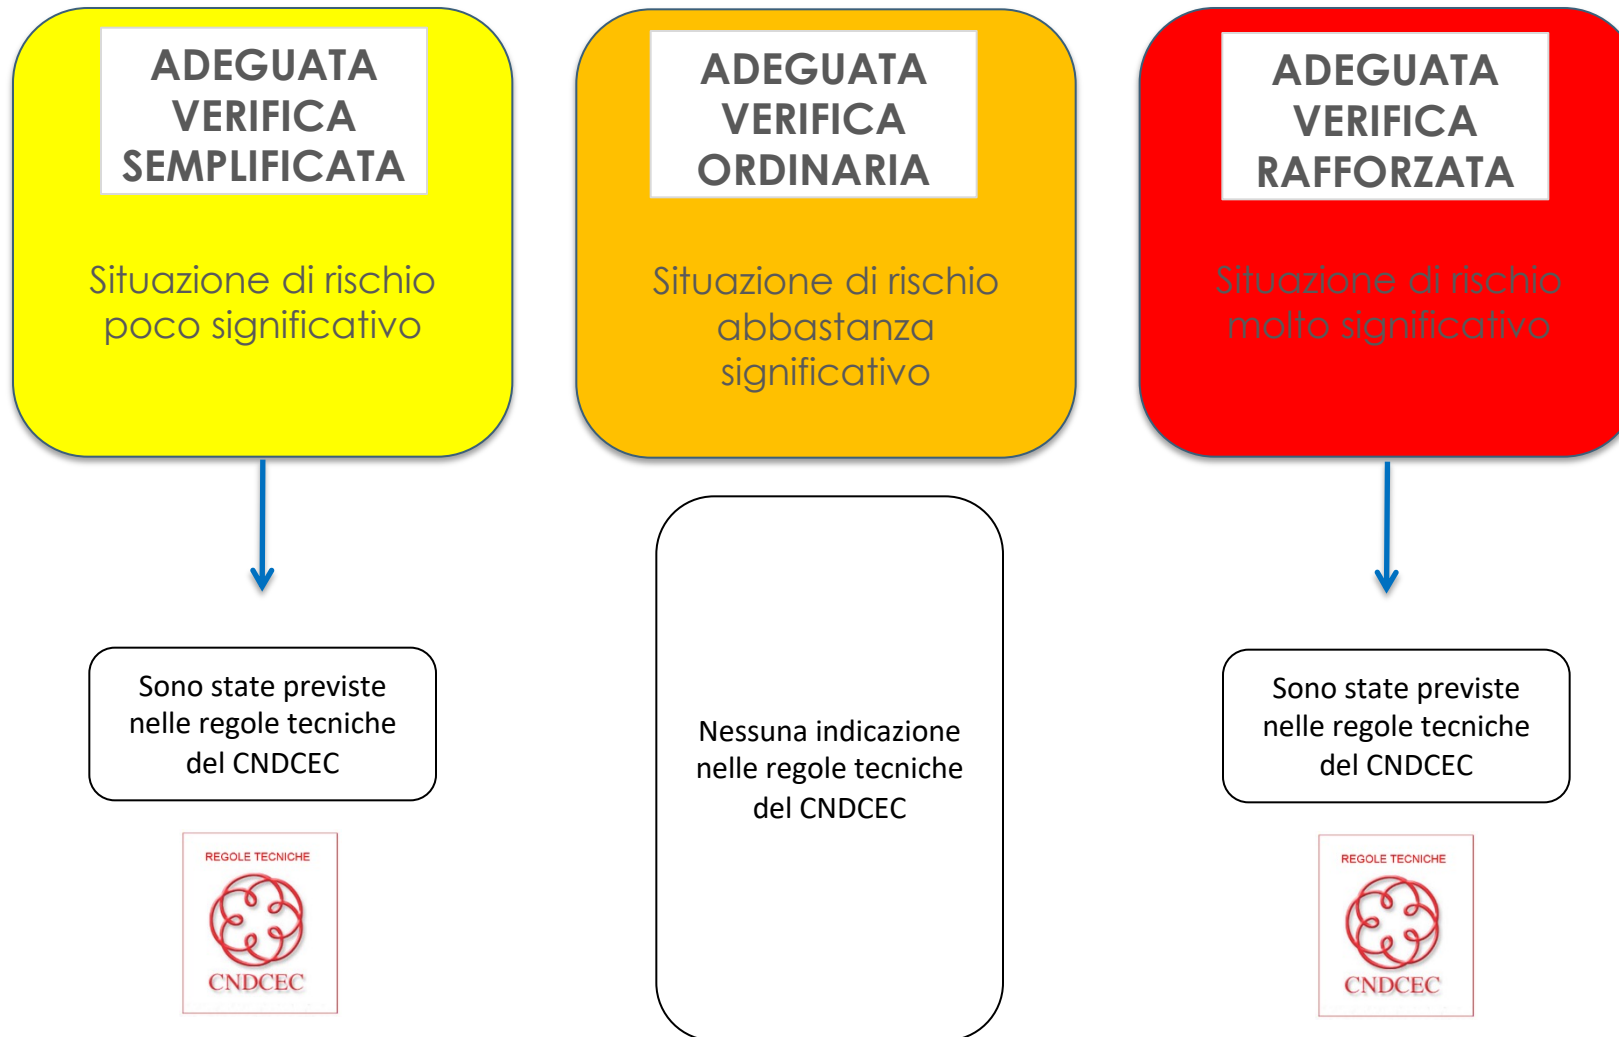 ADEGUATA
VERIFICA
SEMPLIFICATA
Situazione di rischio
poco significativo
Sono state previste
nelle regole tecniche
del CNDCEC
REGOLE TECNICHE
CNDCEC
ADEGUATA
VERIFICA
ORDINARIA
Situazione di rischio
abbastanza
significativo
Nessuna indicazione
nelle regole tecniche
del CNDCEC
ADEGUATA
VERIFICA
RAFFORZATA
Situazione di rischio
molto significativo
Sono state previste
nelle regole tecniche
del CNDCEC
REGOLE TECNICHE
CNDCEC